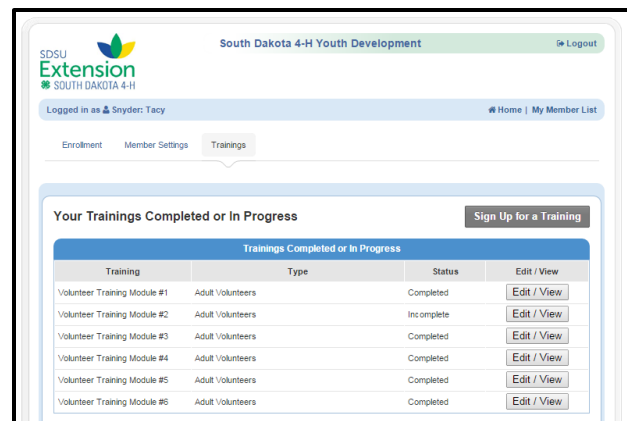 South Dakota 4-H Youth Development
Logout
SDSU
Extension
SOUTH DAKOTA 4-H
Logged in as Snyder: Tacy
Home | My Member List
Enrollment Member Settings Trainings
Your Trainings Completed or In Progress
Sign Up for a Training
Trainings Completed or In Progress
Training Type Status Edit / View
Volunteer Training Module #1 Adult Volunteers Completed Edit / View
Volunteer Training Module #2 Adult Volunteers Incomplete Edit / View
Volunteer Training Module #3 Adult Volunteers Completed Edit / View
Volunteer Training Module #4 Adult Volunteers Completed Edit / View
Volunteer Training Module #5 Adult Volunteers Completed Edit / View
Volunteer Training Module #6 Adult Volunteers Completed Edit / View